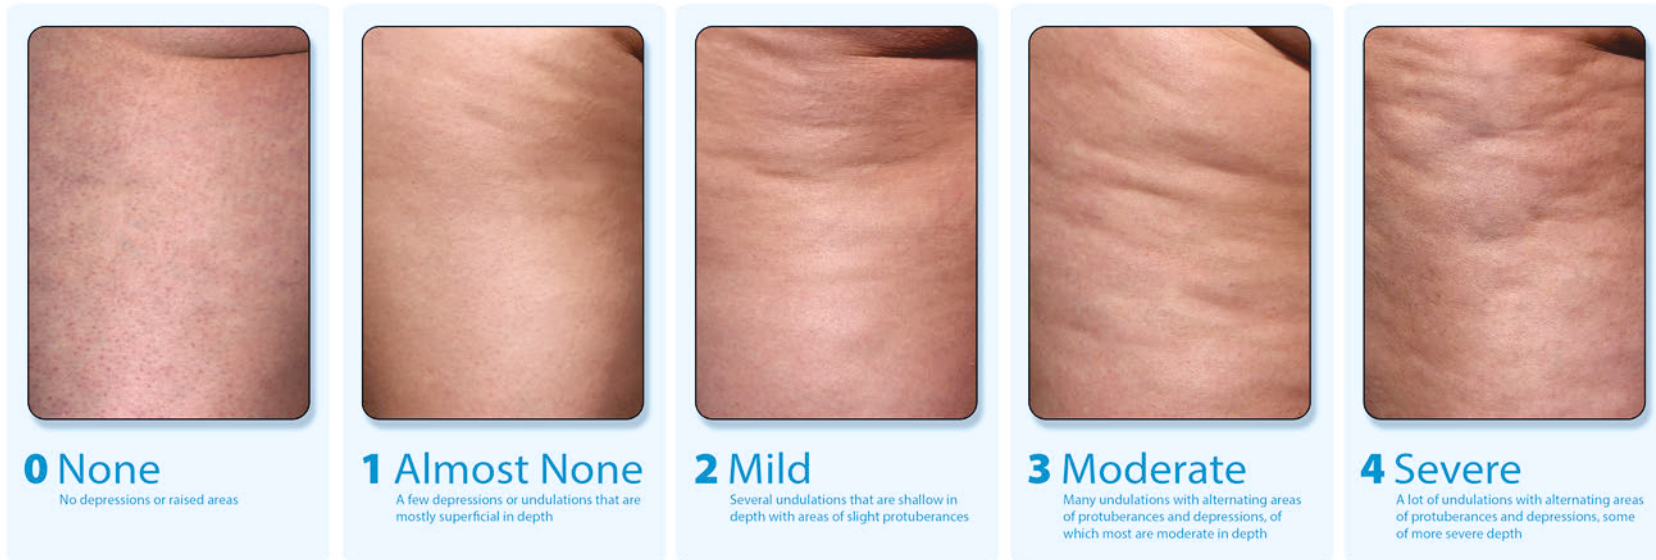 0 None
No depressions or raised areas
1 Almost None
A few depressions or undulations that are
mostly superficial in depth
2 Mild
Several undulations that are shallow in
depth with areas of slight protuberances
3 Moderate
Many undulations with alternating areas
of protuberances and depressions, of
which most are moderate in depth
4 Severe
A lot of undulations with alternating areas
of protuberances and depressions, some
of more severe depth